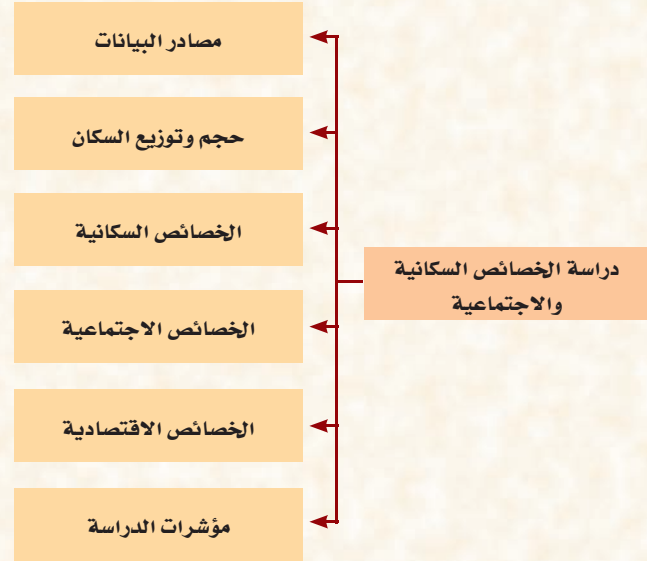 دراسة الخصائص السكانية
والاجتماعية
مصادر البيانات
حجم وتوزيع السكان
الخصائص السكانية
الخصائص الاجتماعية
الخصائص الاقتصادية
مؤشرات الدراسة